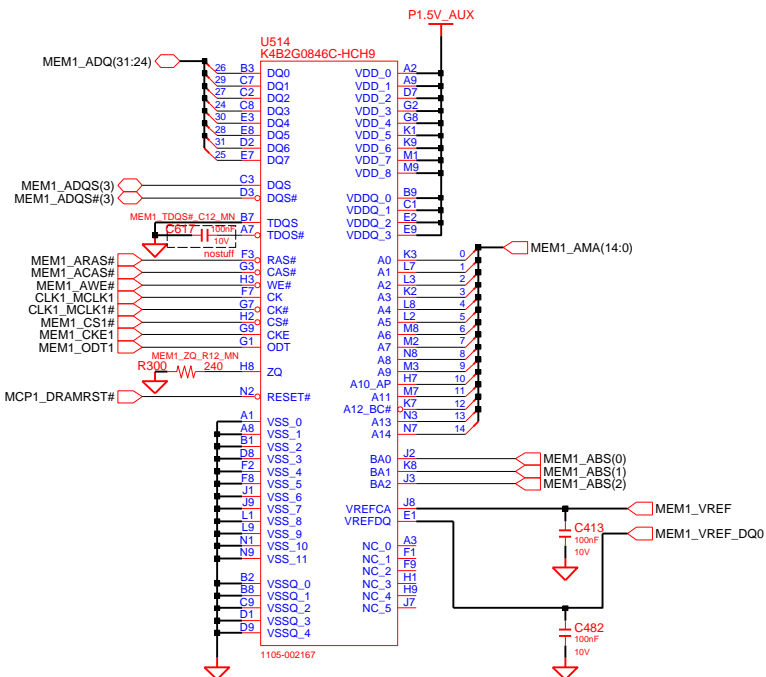 P1.5V_AUX
U514
K4B2G0846C-HCH9
MEM1_ADQ(31:24)
26 B3 DQ0 VDD_0 A2
29 C7 DQ1 VDD_1 A9
27 C2 DQ2 VDD_2 D7
24 C8 DQ3 VDD_3 G2
30 E3 DQ4 VDD_4 G8
28 E8 DQ5 VDD_5 K1
31 D2 DQ6 VDD_6 K9
25 E7 DQ7 VDD_7 M1
VDD_8 M9
MEM1_ADQS(3) C3 DQS
MEM1_ADQS#(3) D3 DQS# VDDQ_0 B9
VDDQ_1 C1
MEM1_TDQS#_C12_MN B7 TDQS VDDQ_2 E2
C617 100nF A7 TDOS# VDDQ_3 E9
10V
nostuff
MEM1_AMA(14:0)
MEM1_ARAS# F3 RAS# A0 K3 0
MEM1_ACAS# G3 CAS# A1 L7 1
MEM1_AWE# H3 WE# A2 L3 2
CLK1_MCLK1 F7 CK A3 K2 3
CLK1_MCLK1# G7 CK# A4 L8 4
MEM1_CS1# H2 CS# A5 L2 5
MEM1_CKE1 G9 CKE A6 M8 6
MEM1_ODT1 G1 ODT A7 M2 7
MEM1_ZQ_R12_MN A8 N8 8
R300 240 H8 ZQ A9 M3 9
A10_AP H7 10
MCP1_DRAMRST# N2 RESET# A11 M7 11
A12_BC# K7 12
A1 VSS_0 A13 N3 13
A8 VSS_1 A14 N7 14
B1 VSS_2
D8 VSS_3 BA0 J2 MEM1_ABS(0)
F2 VSS_4 BA1 K8 MEM1_ABS(1)
F8 VSS_5 BA2 J3 MEM1_ABS(2)
J1 VSS_6
J9 VSS_7 VREFCA J8 MEM1_VREF
L1 VSS_8 VREFDQ E1
L9 VSS_9 C413 MEM1_VREF_DQ0
100nF
10V
N1 VSS_10 NC_0 A3
N9 VSS_11 NC_1 F1
NC_2 F9
B2 VSSQ_0 NC_3 H1
B8 VSSQ_1 NC_4 H9
C9 VSSQ_2 NC_5 J7
D1 VSSQ_3
D9 VSSQ_4
C482
100nF
10V
1105-002167